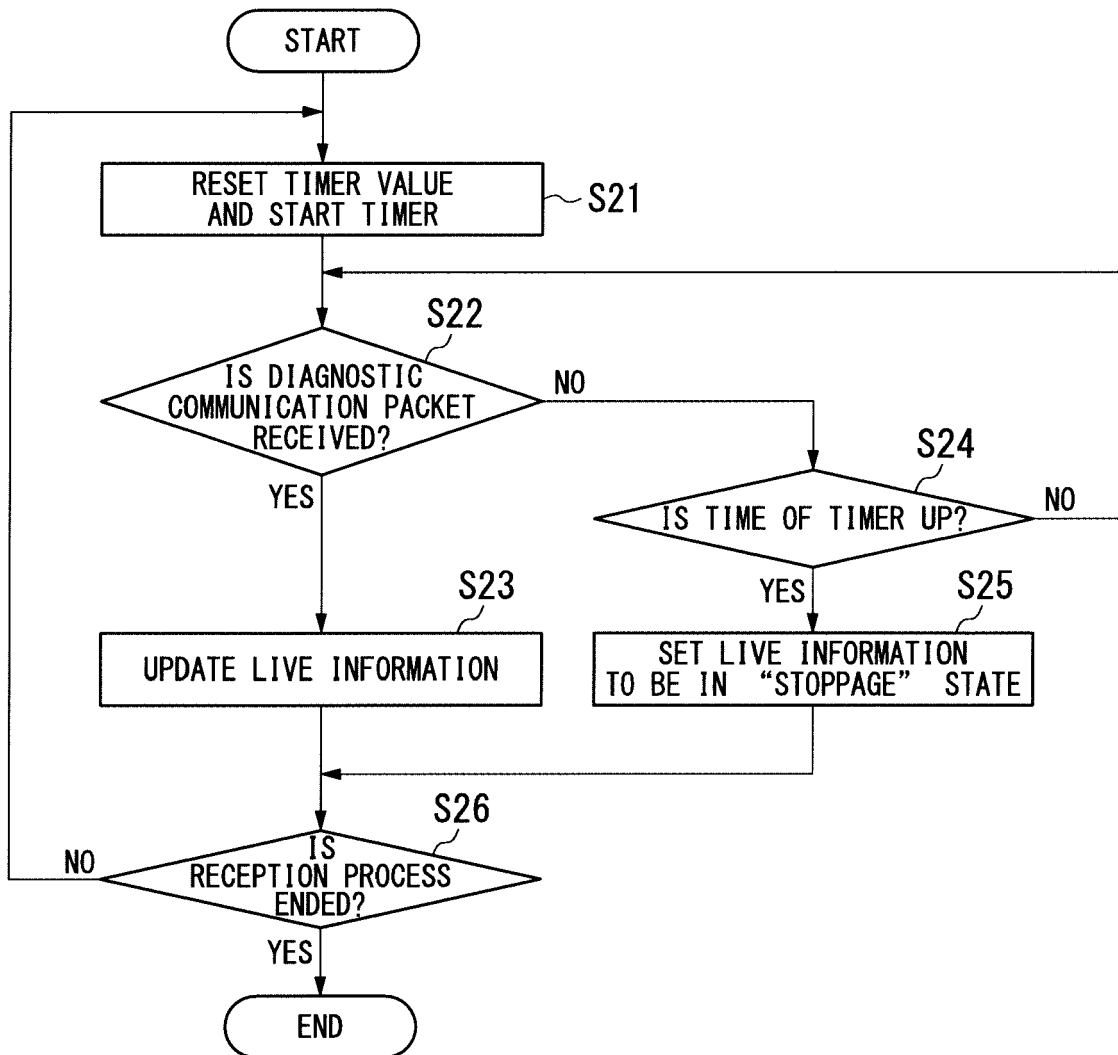 START
RESET TIMER VALUE
AND START TIMER
S21
S22
IS DIAGNOSTIC
COMMUNICATION PACKET
RECEIVED?
NO
YES
S24
IS TIME OF TIMER UP?
NO
YES
S23
UPDATE LIVE INFORMATION
S25
SET LIVE INFORMATION
TO BE IN “STOPPAGE” STATE
S26
IS
RECEPTION PROCESS
ENDED?
NO
YES
END